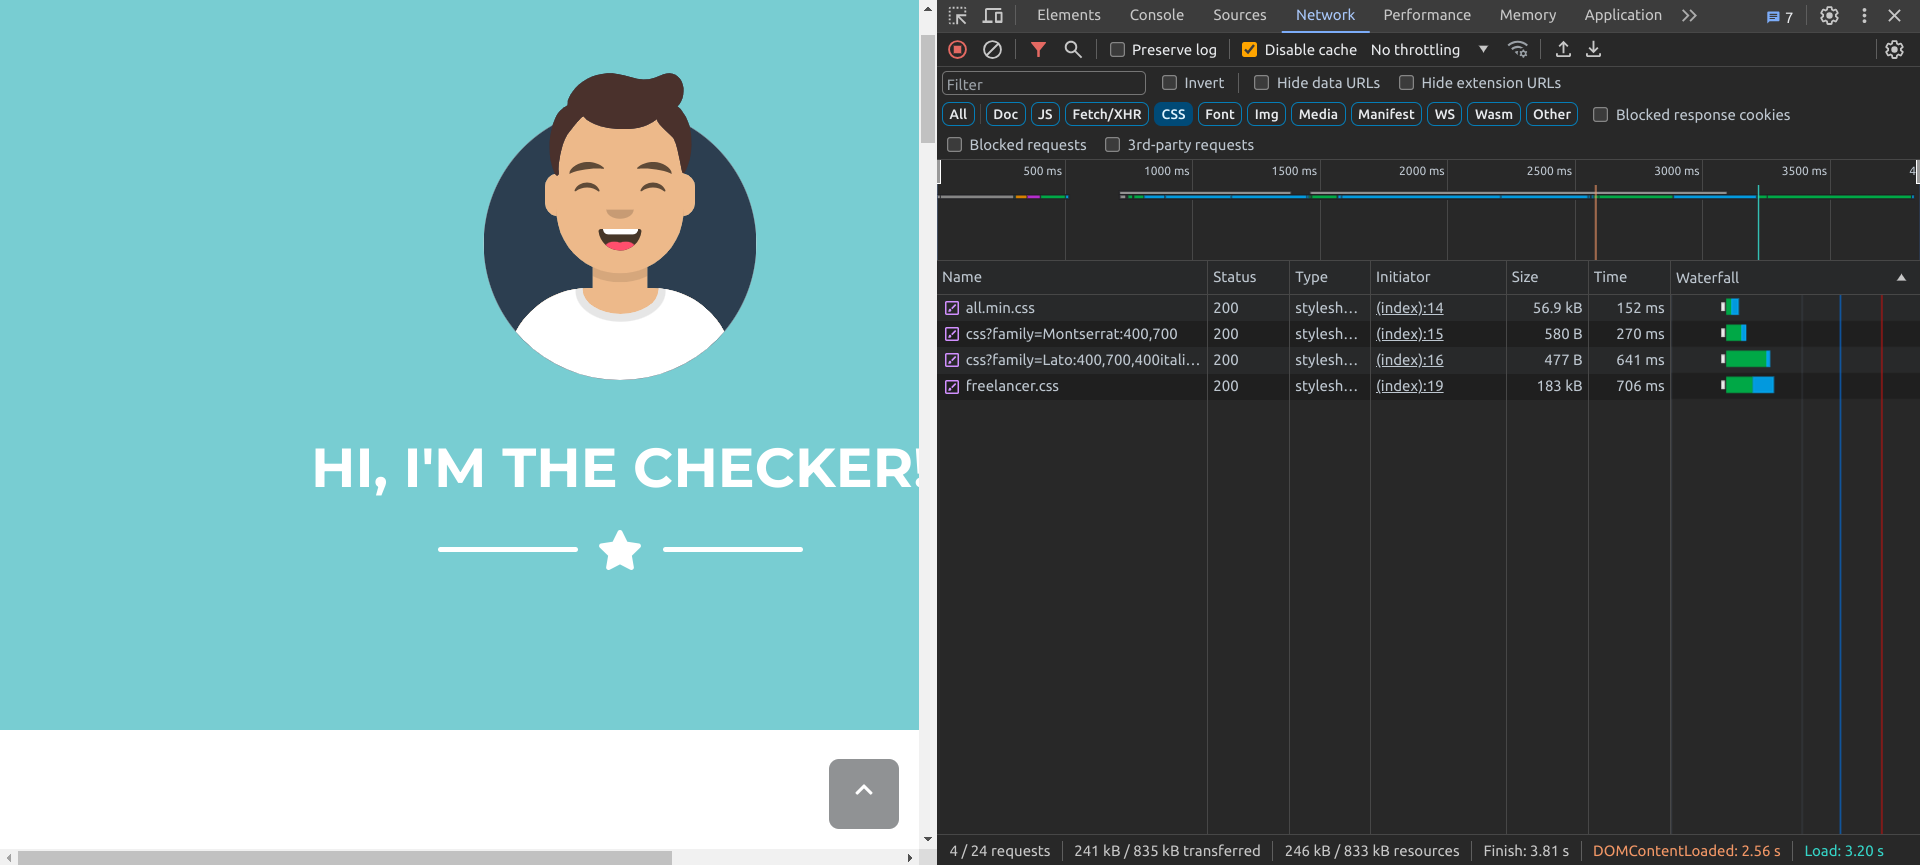 HI, I'M THE CHECKER!
Elements Console Sources Network Performance Memory Application 7
Preserve log Disable cache No throttling
Filter Invert Hide data URLs Hide extension URLs
All Doc JS Fetch/XHR CSS Font Img Media Manifest WS Wasm Other Blocked response cookies
Blocked requests 3rd-party requests
500 ms 1000 ms 1500 ms 2000 ms 2500 ms 3000 ms 3500 ms 4
Name Status Type Initiator Size Time Waterfall
all.min.css 200 stylesh… (index):14 56.9 kB 152 ms
css?family=Montserrat:400,700 200 stylesh… (index):15 580 B 270 ms
css?family=Lato:400,700,400itali… 200 stylesh… (index):16 477 B 641 ms
freelancer.css 200 stylesh… (index):19 183 kB 706 ms
4 / 24 requests 241 kB / 835 kB transferred 246 kB / 833 kB resources Finish: 3.81 s DOMContentLoaded: 2.56 s Load: 3.20 s